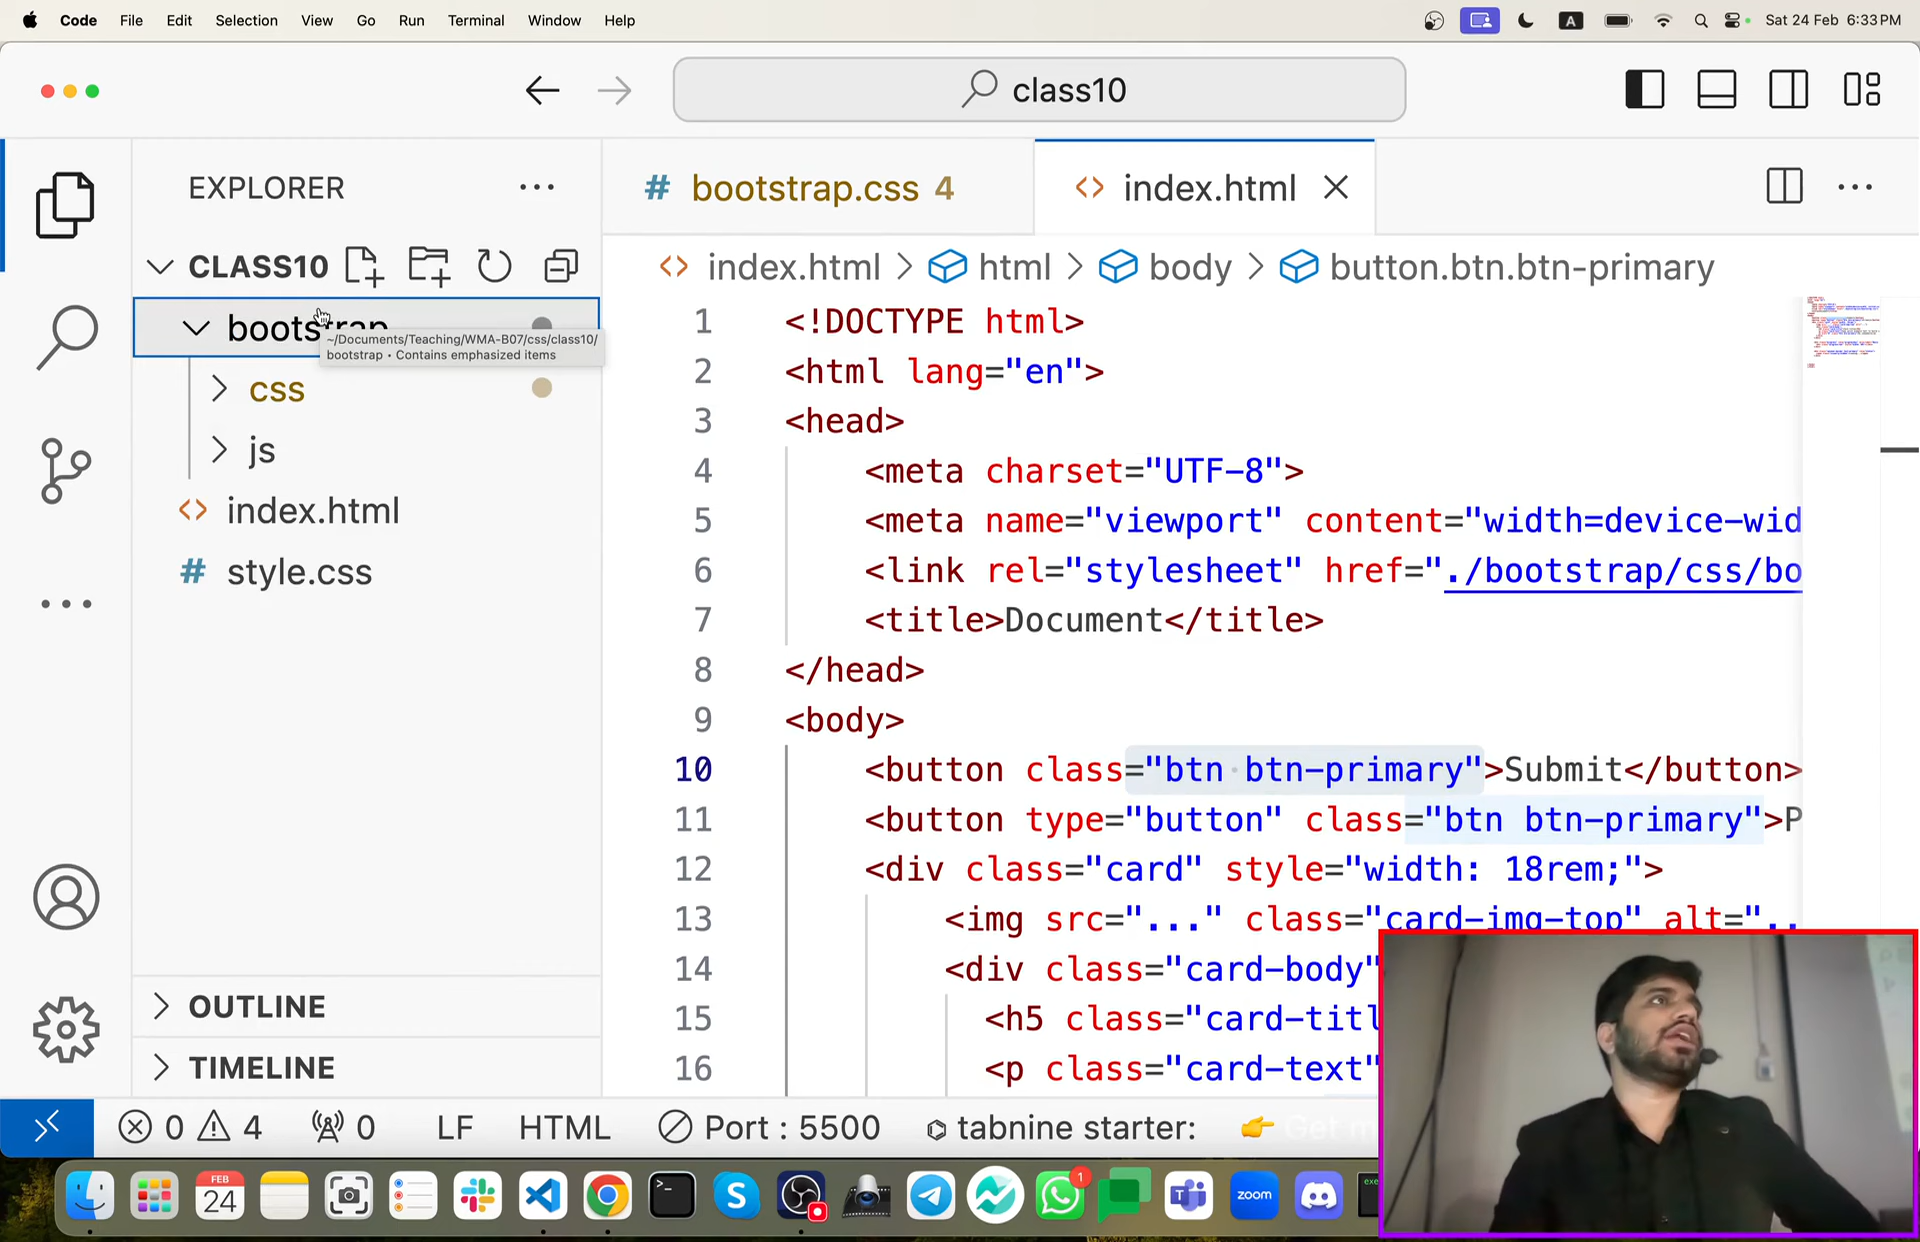 Code File Edit Selection View Go Run Terminal Window Help
A Sat 24 Feb 6:33 PM
class10
EXPLORER
CLASS10
bootstrap
~/Documents/Teaching/WMA-B07/css/class10/
bootstrap • Contains emphasized items
css
js
index.html
style.css
OUTLINE
TIMELINE
bootstrap.css 4
index.html
index.html > html > body > button.btn.btn-primary
1 <!DOCTYPE html>
2 <html lang="en">
3 <head>
4 <meta charset="UTF-8">
5 <meta name="viewport" content="width=device-wid
6 <link rel="stylesheet" href="./bootstrap/css/bo
7 <title>Document</title>
8 </head>
9 <body>
10 <button class="btn btn-primary">Submit</button>
11 <button type="button" class="btn btn-primary">P
12 <div class="card" style="width: 18rem;">
13 <img src="..." class="card-img-top" alt="..
14 <div class="card-body"
15 <h5 class="card-titl
16 <p class="card-text"
0 4 0 LF HTML Port : 5500 tabnine starter: Get m
FEB
24
S
1
zoom
exe